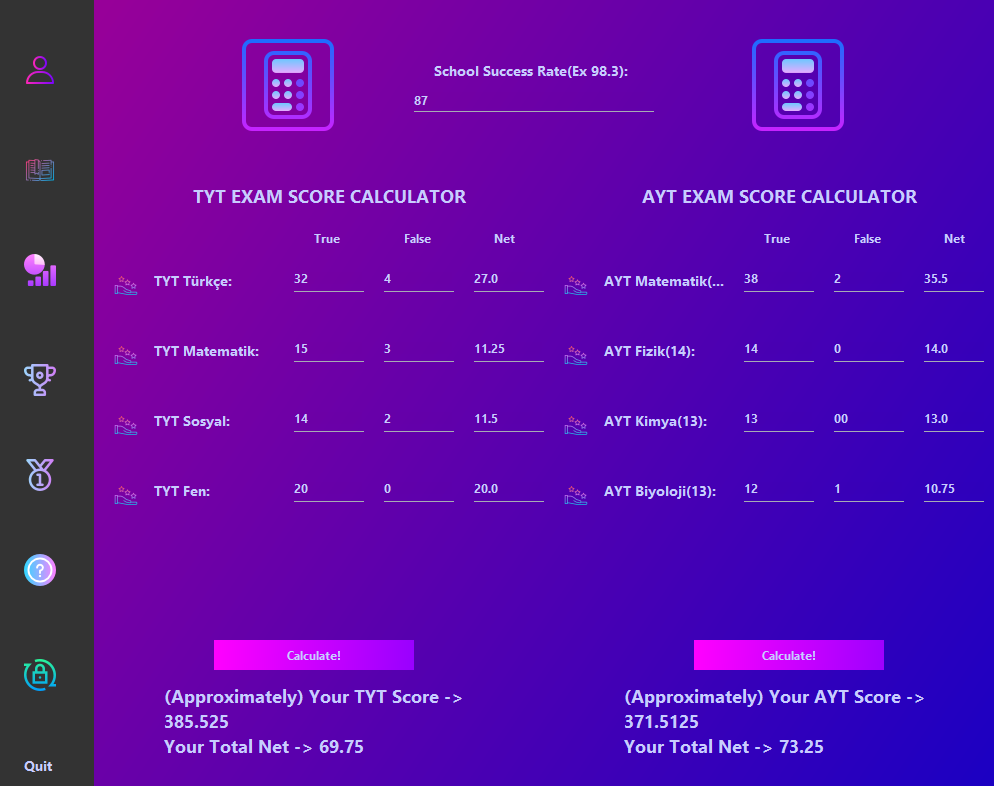 School Success Rate(Ex 98.3):
87
TYT EXAM SCORE CALCULATOR
True False Net
TYT Türkçe: 32 4 27.0
TYT Matematik: 15 3 11.25
TYT Sosyal: 14 2 11.5
TYT Fen: 20 0 20.0
Calculate!
(Approximately) Your TYT Score ->
385.525
Your Total Net -> 69.75
AYT EXAM SCORE CALCULATOR
True False Net
AYT Matematik(... 38 2 35.5
AYT Fizik(14): 14 0 14.0
AYT Kimya(13): 13 00 13.0
AYT Biyoloji(13): 12 1 10.75
Calculate!
(Approximately) Your AYT Score ->
371.5125
Your Total Net -> 73.25
Quit